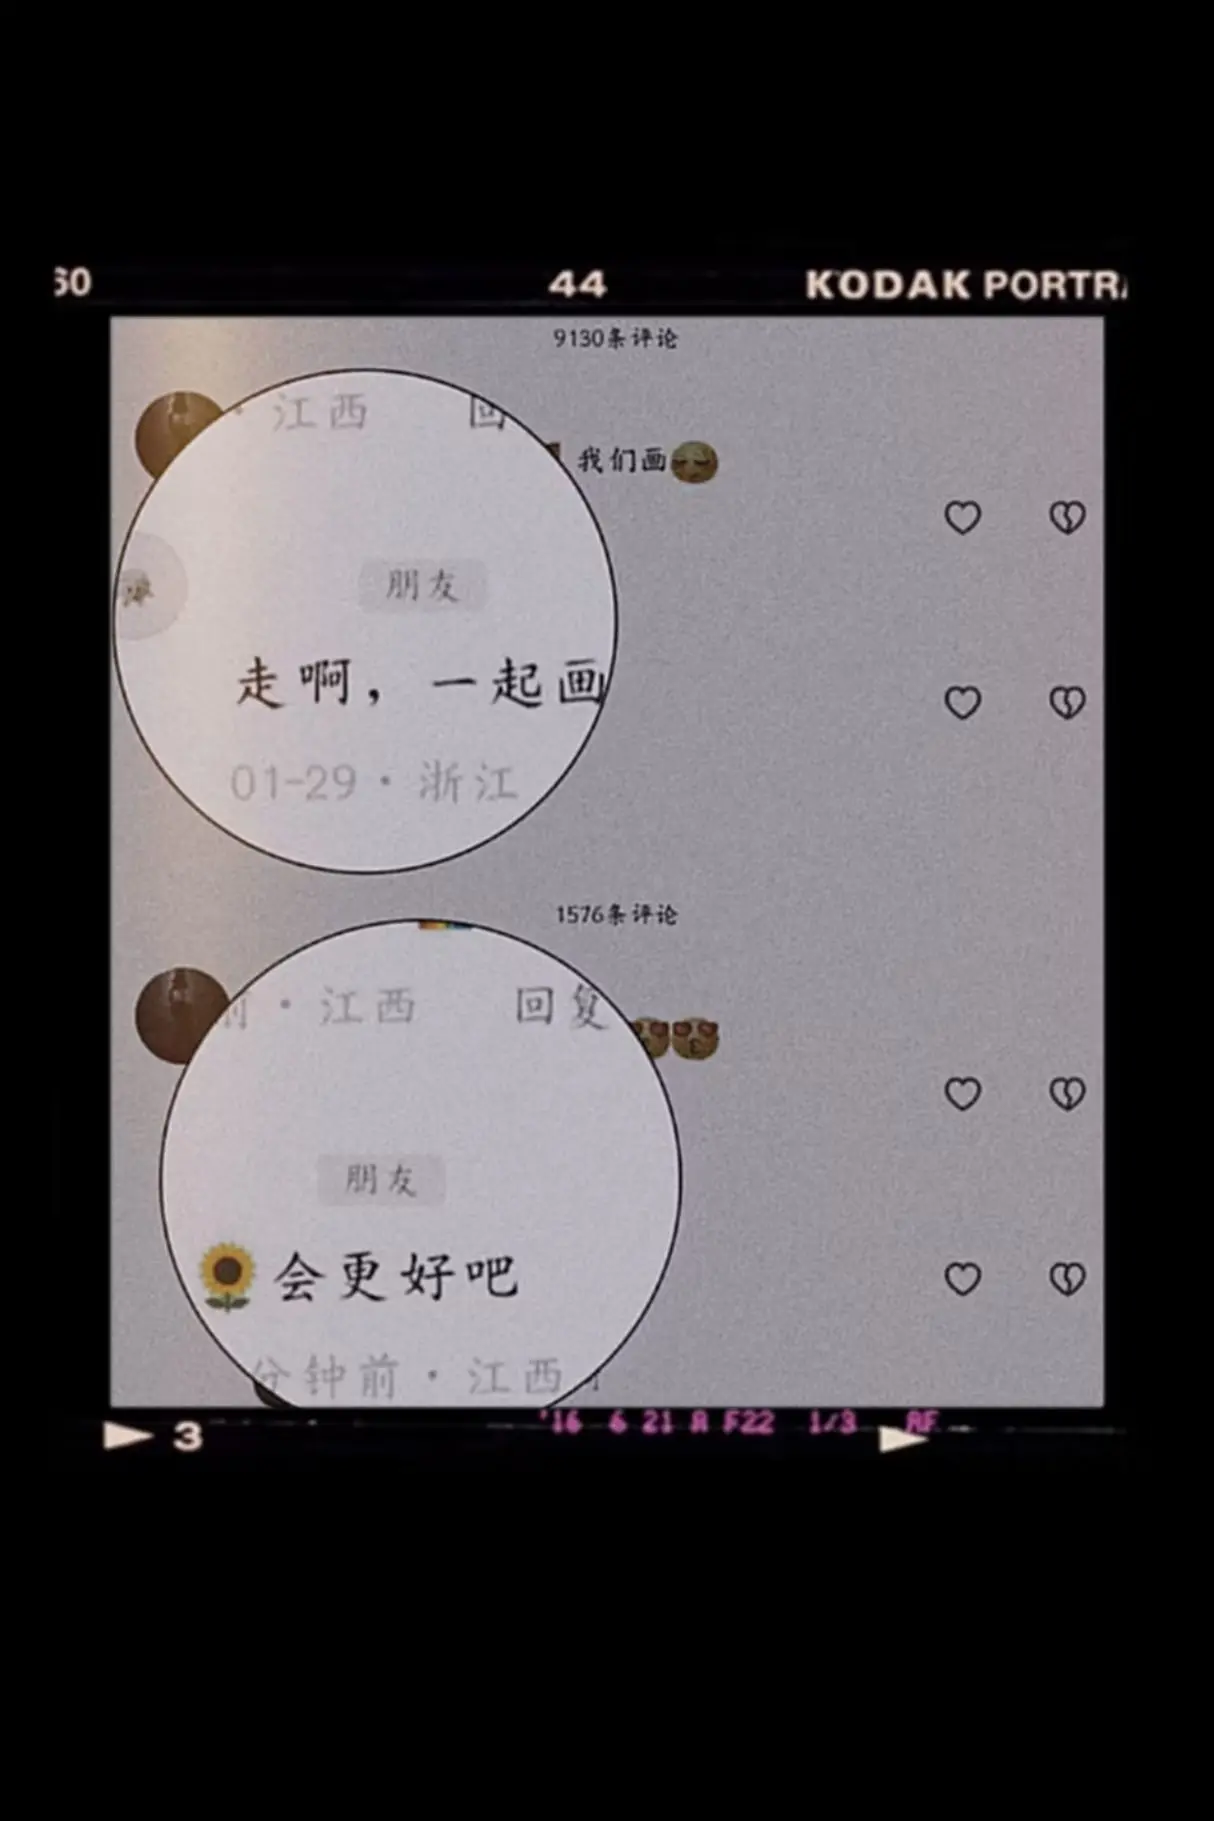 60 44 KODAK PORTRA
9130条评论
· 江西 回
我们画
朋友
走啊，一起画
01-29 · 浙江
1576条评论
前 · 江西 回复
朋友
会更好吧
分钟前 · 江西
3 '16 6 21 A F22 1/3 AF